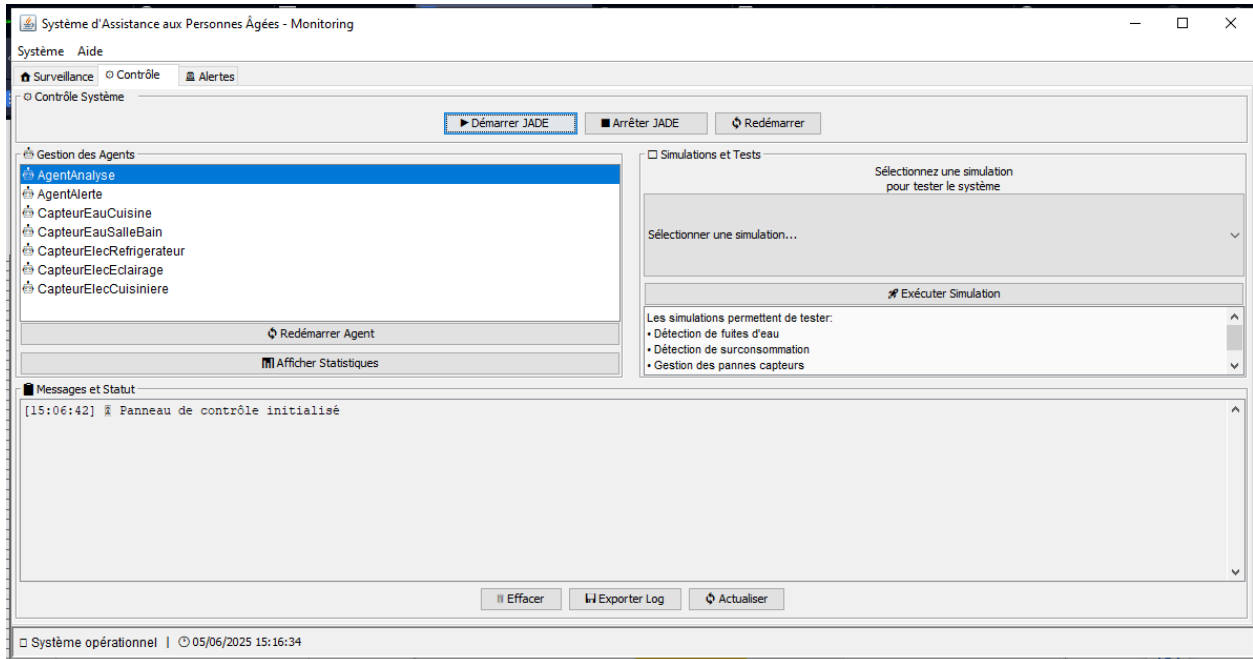 Système d'Assistance aux Personnes Âgées - Monitoring
Système Aide
Surveillance Contrôle Alertes
Contrôle Système
Démarrer JADE Arrêter JADE Redémarrer
Gestion des Agents
AgentAnalyse
AgentAlerte
CapteurEauCuisine
CapteurEauSalleBain
CapteurElecRefrigerateur
CapteurElecEclairage
CapteurElecCuisiniere
Redémarrer Agent
Afficher Statistiques
Simulations et Tests
Sélectionnez une simulation
pour tester le système
Sélectionner une simulation...
Exécuter Simulation
Les simulations permettent de tester:
• Détection de fuites d'eau
• Détection de surconsommation
• Gestion des pannes capteurs
Messages et Statut
[15:06:42] Panneau de contrôle initialisé
Effacer Exporter Log Actualiser
Système opérationnel | 05/06/2025 15:16:34